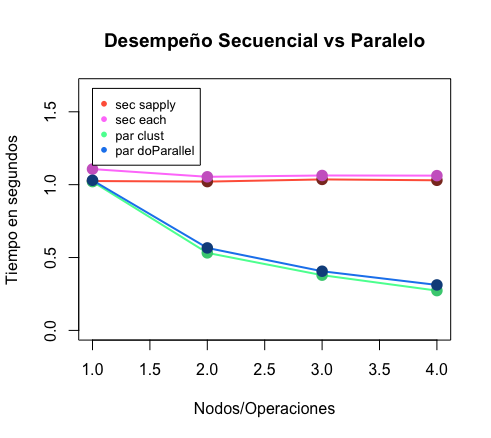 Desempeño Secuencial vs Paralelo
sec sapply
sec each
par clust
par doParallel
Tiempo en segundos
1.5
1.0
0.5
0.0
1.0 1.5 2.0 2.5 3.0 3.5 4.0
Nodos/Operaciones